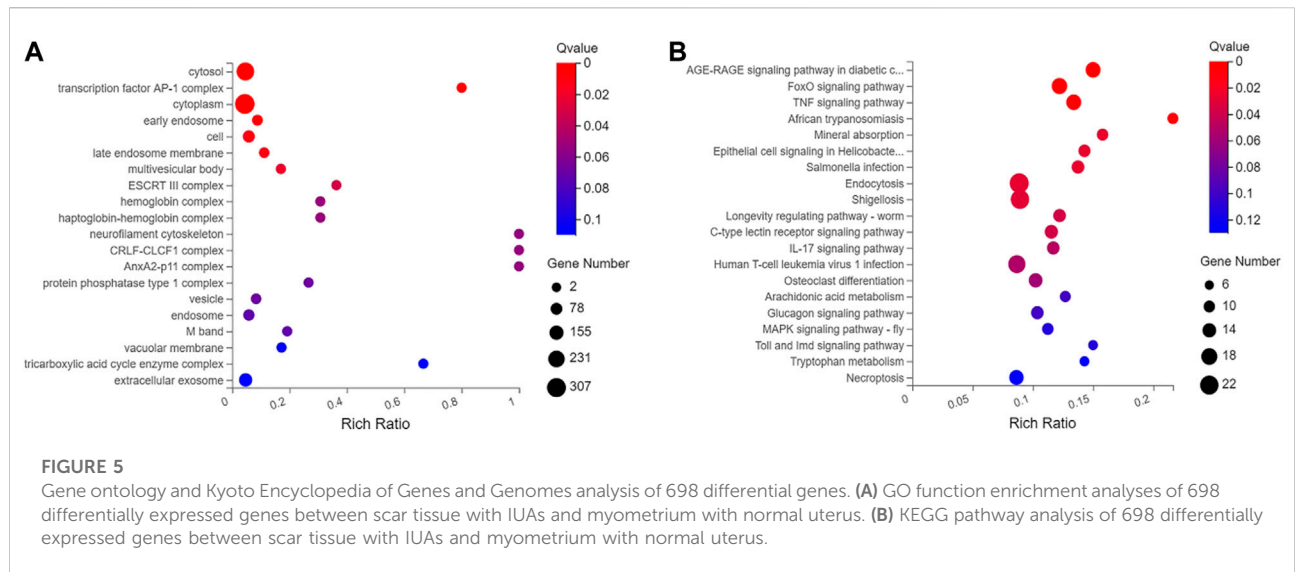 A
cytosol
transcription factor AP-1 complex
cytoplasm
early endosome
cell
late endosome membrane
multivesicular body
ESCRT III complex
hemoglobin complex
haptoglobin-hemoglobin complex
neurofilament cytoskeleton
CRLF-CLCF1 complex
AnxA2-p11 complex
protein phosphatase type 1 complex
vesicle
endosome
M band
vacuolar membrane
tricarboxylic acid cycle enzyme complex
extracellular exosome
0 0.2 0.4 0.6 0.8 1
Rich Ratio
Qvalue
0
0.02
0.04
0.06
0.08
0.1
Gene Number
2
78
155
231
307
B
AGE-RAGE signaling pathway in diabetic c...
FoxO signaling pathway
TNF signaling pathway
African trypanosomiasis
Mineral absorption
Epithelial cell signaling in Helicobacte...
Salmonella infection
Endocytosis
Shigellosis
Longevity regulating pathway - worm
C-type lectin receptor signaling pathway
IL-17 signaling pathway
Human T-cell leukemia virus 1 infection
Osteoclast differentiation
Arachidonic acid metabolism
Glucagon signaling pathway
MAPK signaling pathway - fly
Toll and Imd signaling pathway
Tryptophan metabolism
Necroptosis
0 0.05 0.1 0.15 0.2
Rich Ratio
Qvalue
0
0.02
0.04
0.06
0.08
0.1
0.12
Gene Number
6
10
14
18
22
FIGURE 5
Gene ontology and Kyoto Encyclopedia of Genes and Genomes analysis of 698 differential genes. (A) GO function enrichment analyses of 698
differentially expressed genes between scar tissue with IUAs and myometrium with normal uterus. (B) KEGG pathway analysis of 698 differentially
expressed genes between scar tissue with IUAs and myometrium with normal uterus.